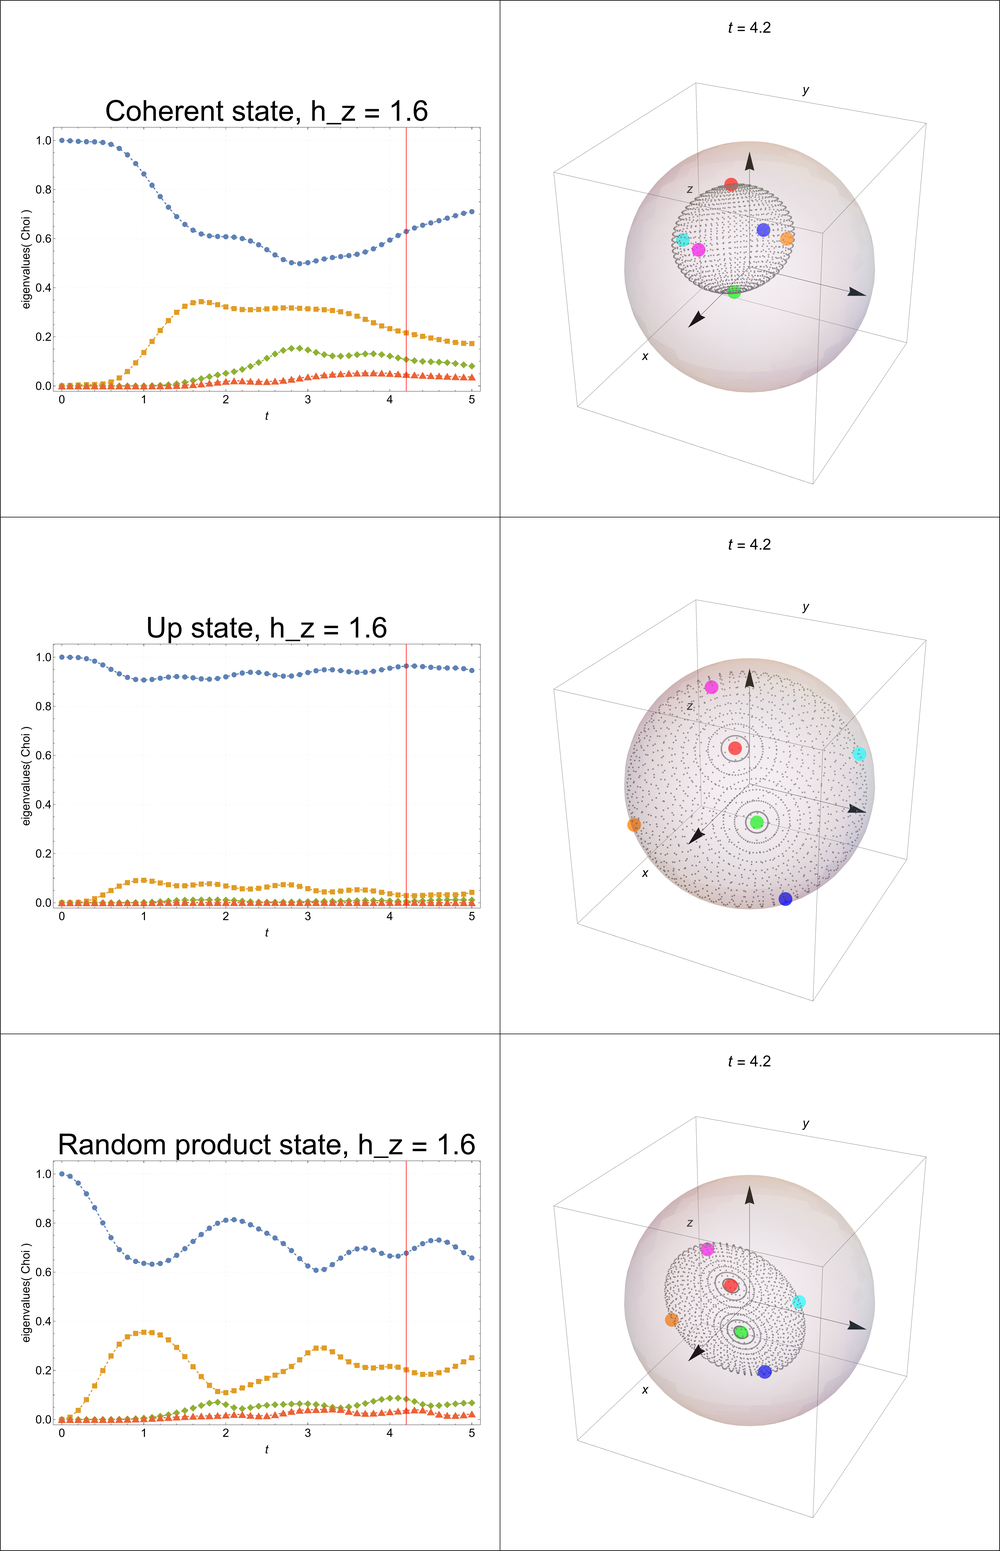 Coherent state, h_z = 1.6
eigenvalues( Choi )
1.0
0.8
0.6
0.4
0.2
0.0
0 1 2 3 4 5
t
t = 4.2
y
z
x
Up state, h_z = 1.6
eigenvalues( Choi )
1.0
0.8
0.6
0.4
0.2
0.0
0 1 2 3 4 5
t
t = 4.2
y
z
x
Random product state, h_z = 1.6
eigenvalues( Choi )
1.0
0.8
0.6
0.4
0.2
0.0
0 1 2 3 4 5
t
t = 4.2
y
z
x